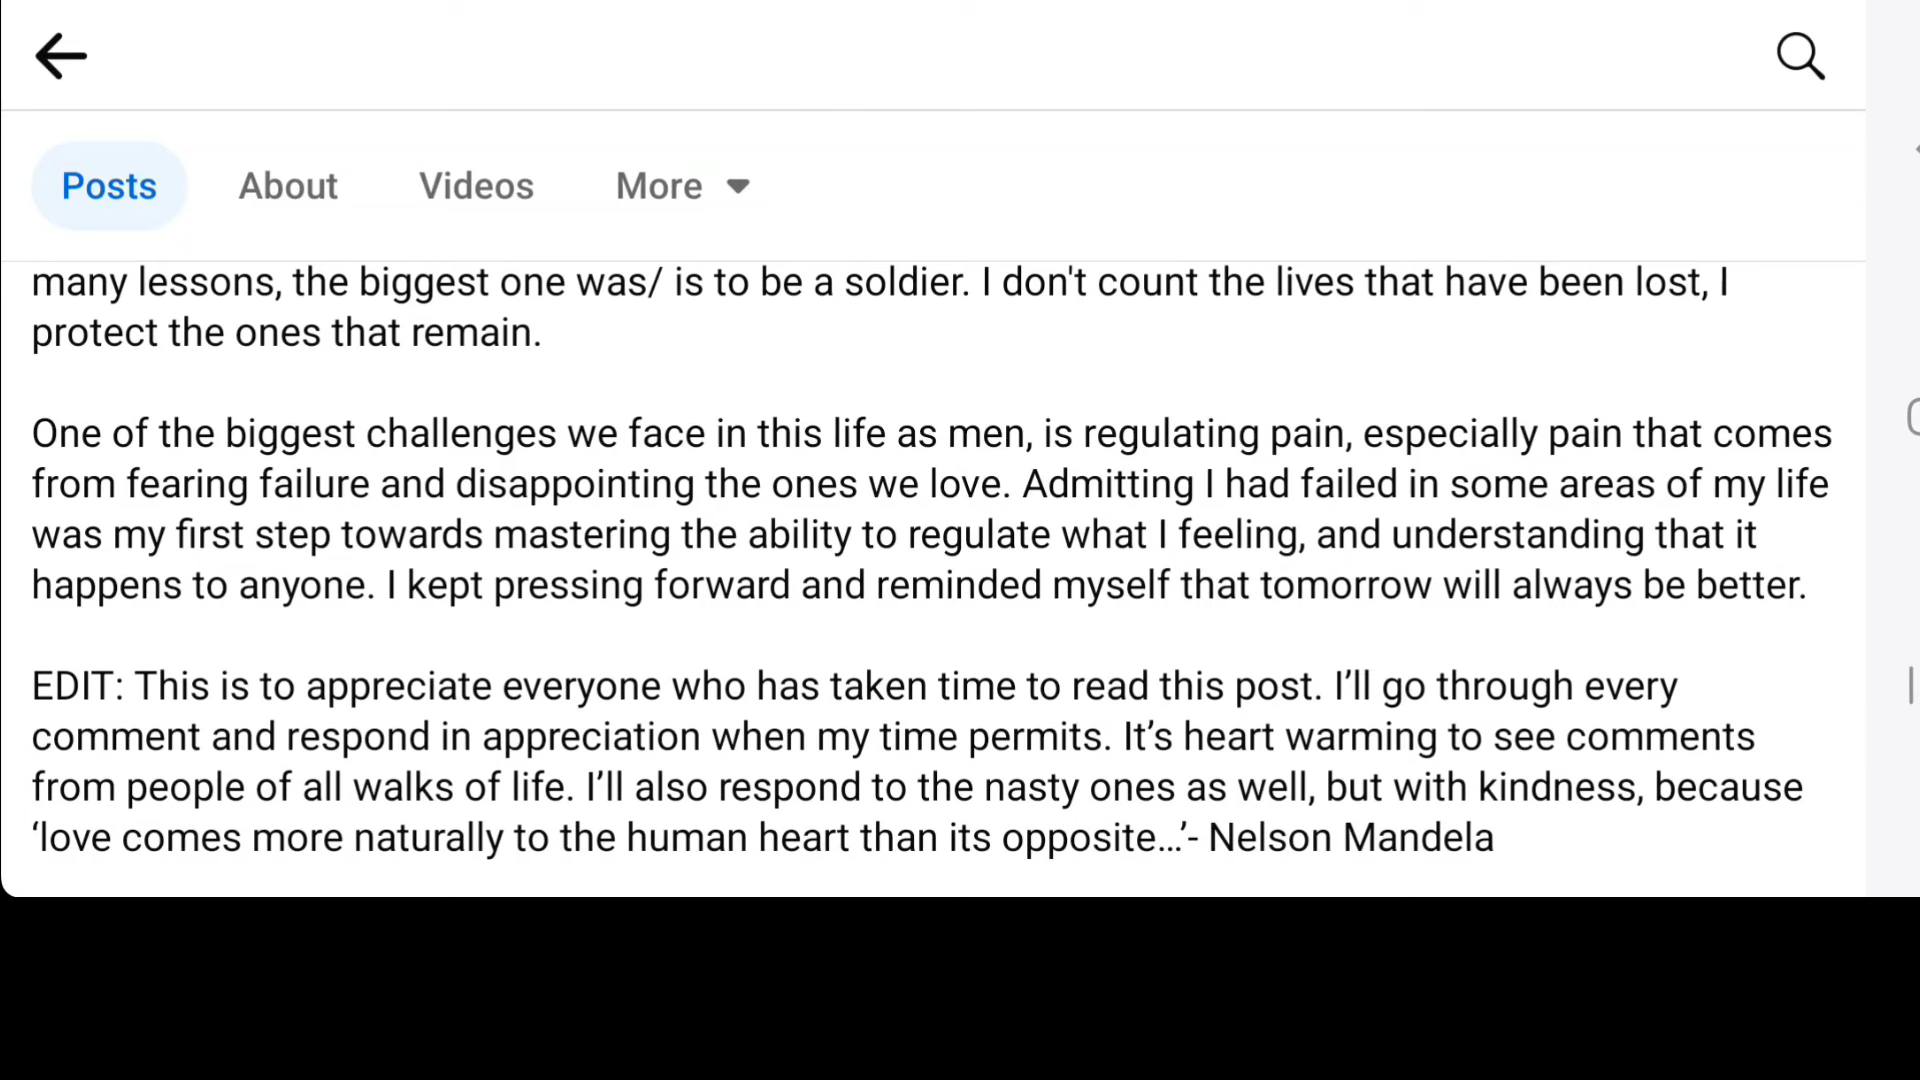 Posts About Videos More
many lessons, the biggest one was/ is to be a soldier. I don't count the lives that have been lost, I
protect the ones that remain.
One of the biggest challenges we face in this life as men, is regulating pain, especially pain that comes
from fearing failure and disappointing the ones we love. Admitting I had failed in some areas of my life
was my first step towards mastering the ability to regulate what I feeling, and understanding that it
happens to anyone. I kept pressing forward and reminded myself that tomorrow will always be better.
EDIT: This is to appreciate everyone who has taken time to read this post. I’ll go through every
comment and respond in appreciation when my time permits. It’s heart warming to see comments
from people of all walks of life. I’ll also respond to the nasty ones as well, but with kindness, because
‘love comes more naturally to the human heart than its opposite…’- Nelson Mandela